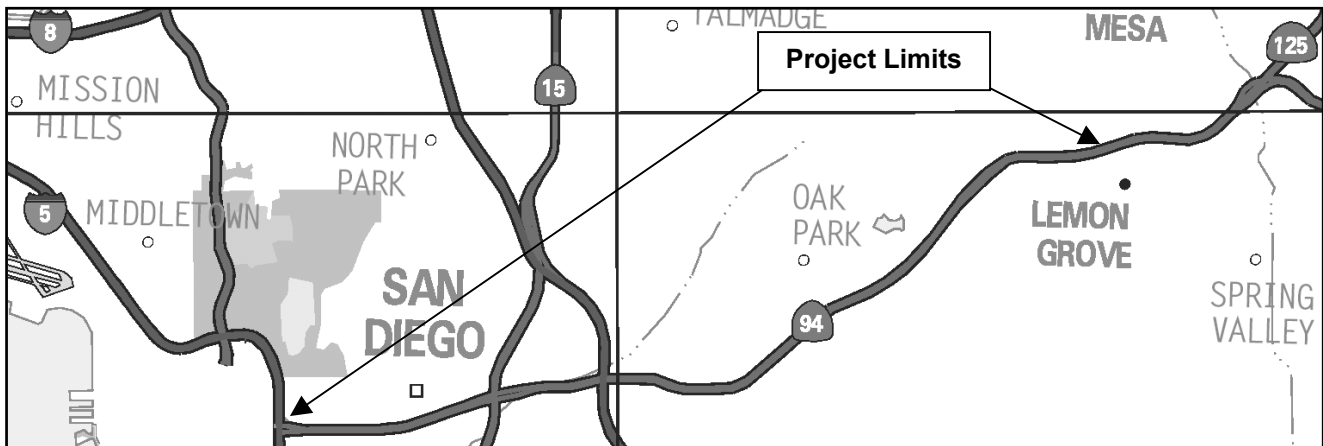 8
MISSION
HILLS
5
MIDDLETOWN
NORTH
PARK
15
SAN
DIEGO
TALMADGE
MESA
Project Limits
125
OAK
PARK
LEMON
GROVE
94
SPRING
VALLEY